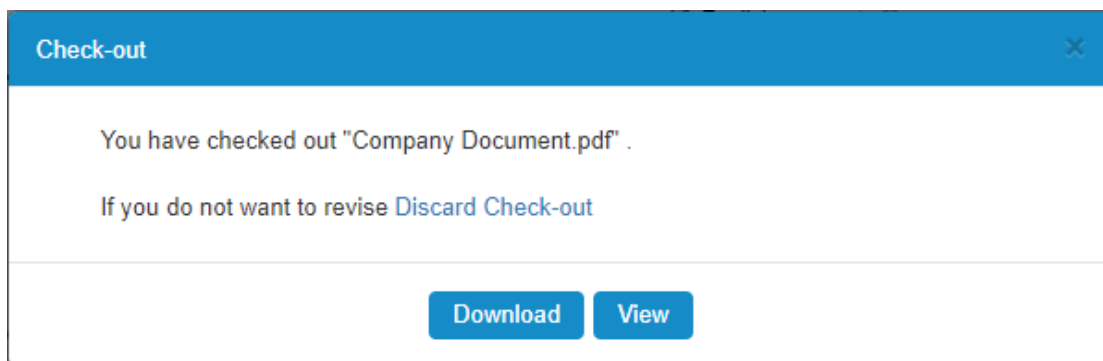 Check-out
You have checked out "Company Document.pdf" .
If you do not want to revise Discard Check-out
Download
View